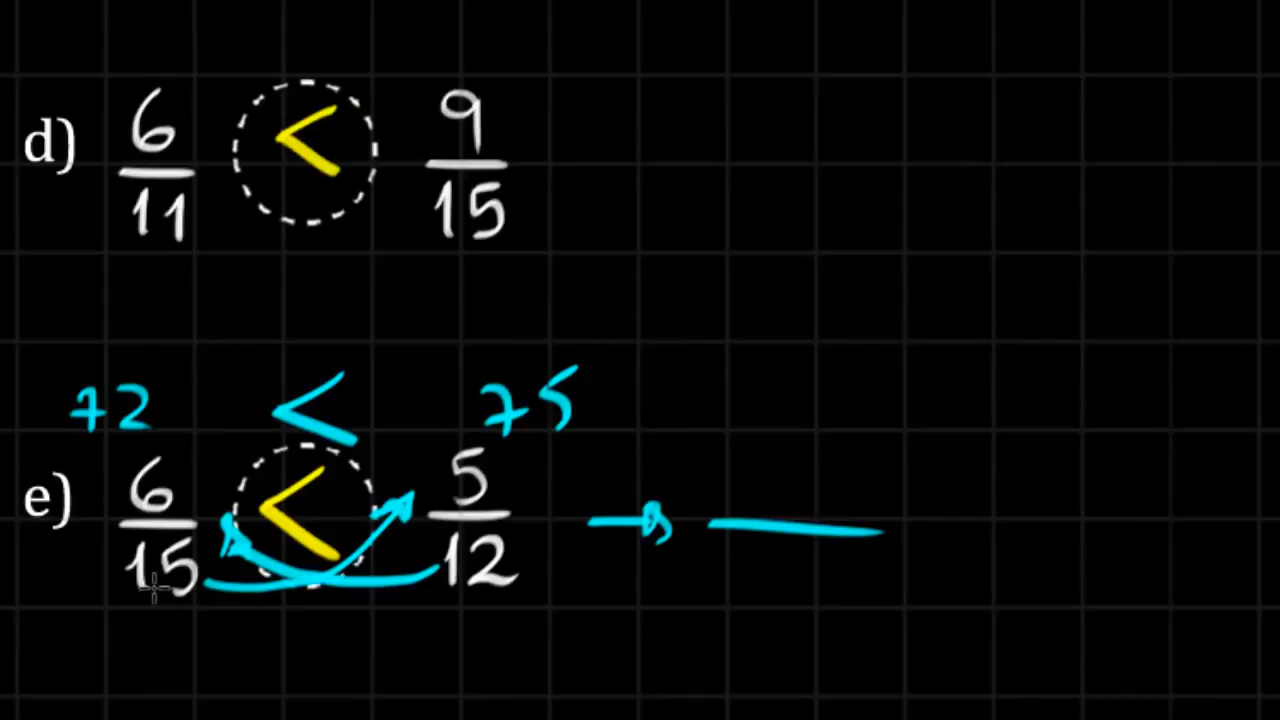 d) 6/11 < 9/15
72 < 75
e) 6/15 < 5/12 →